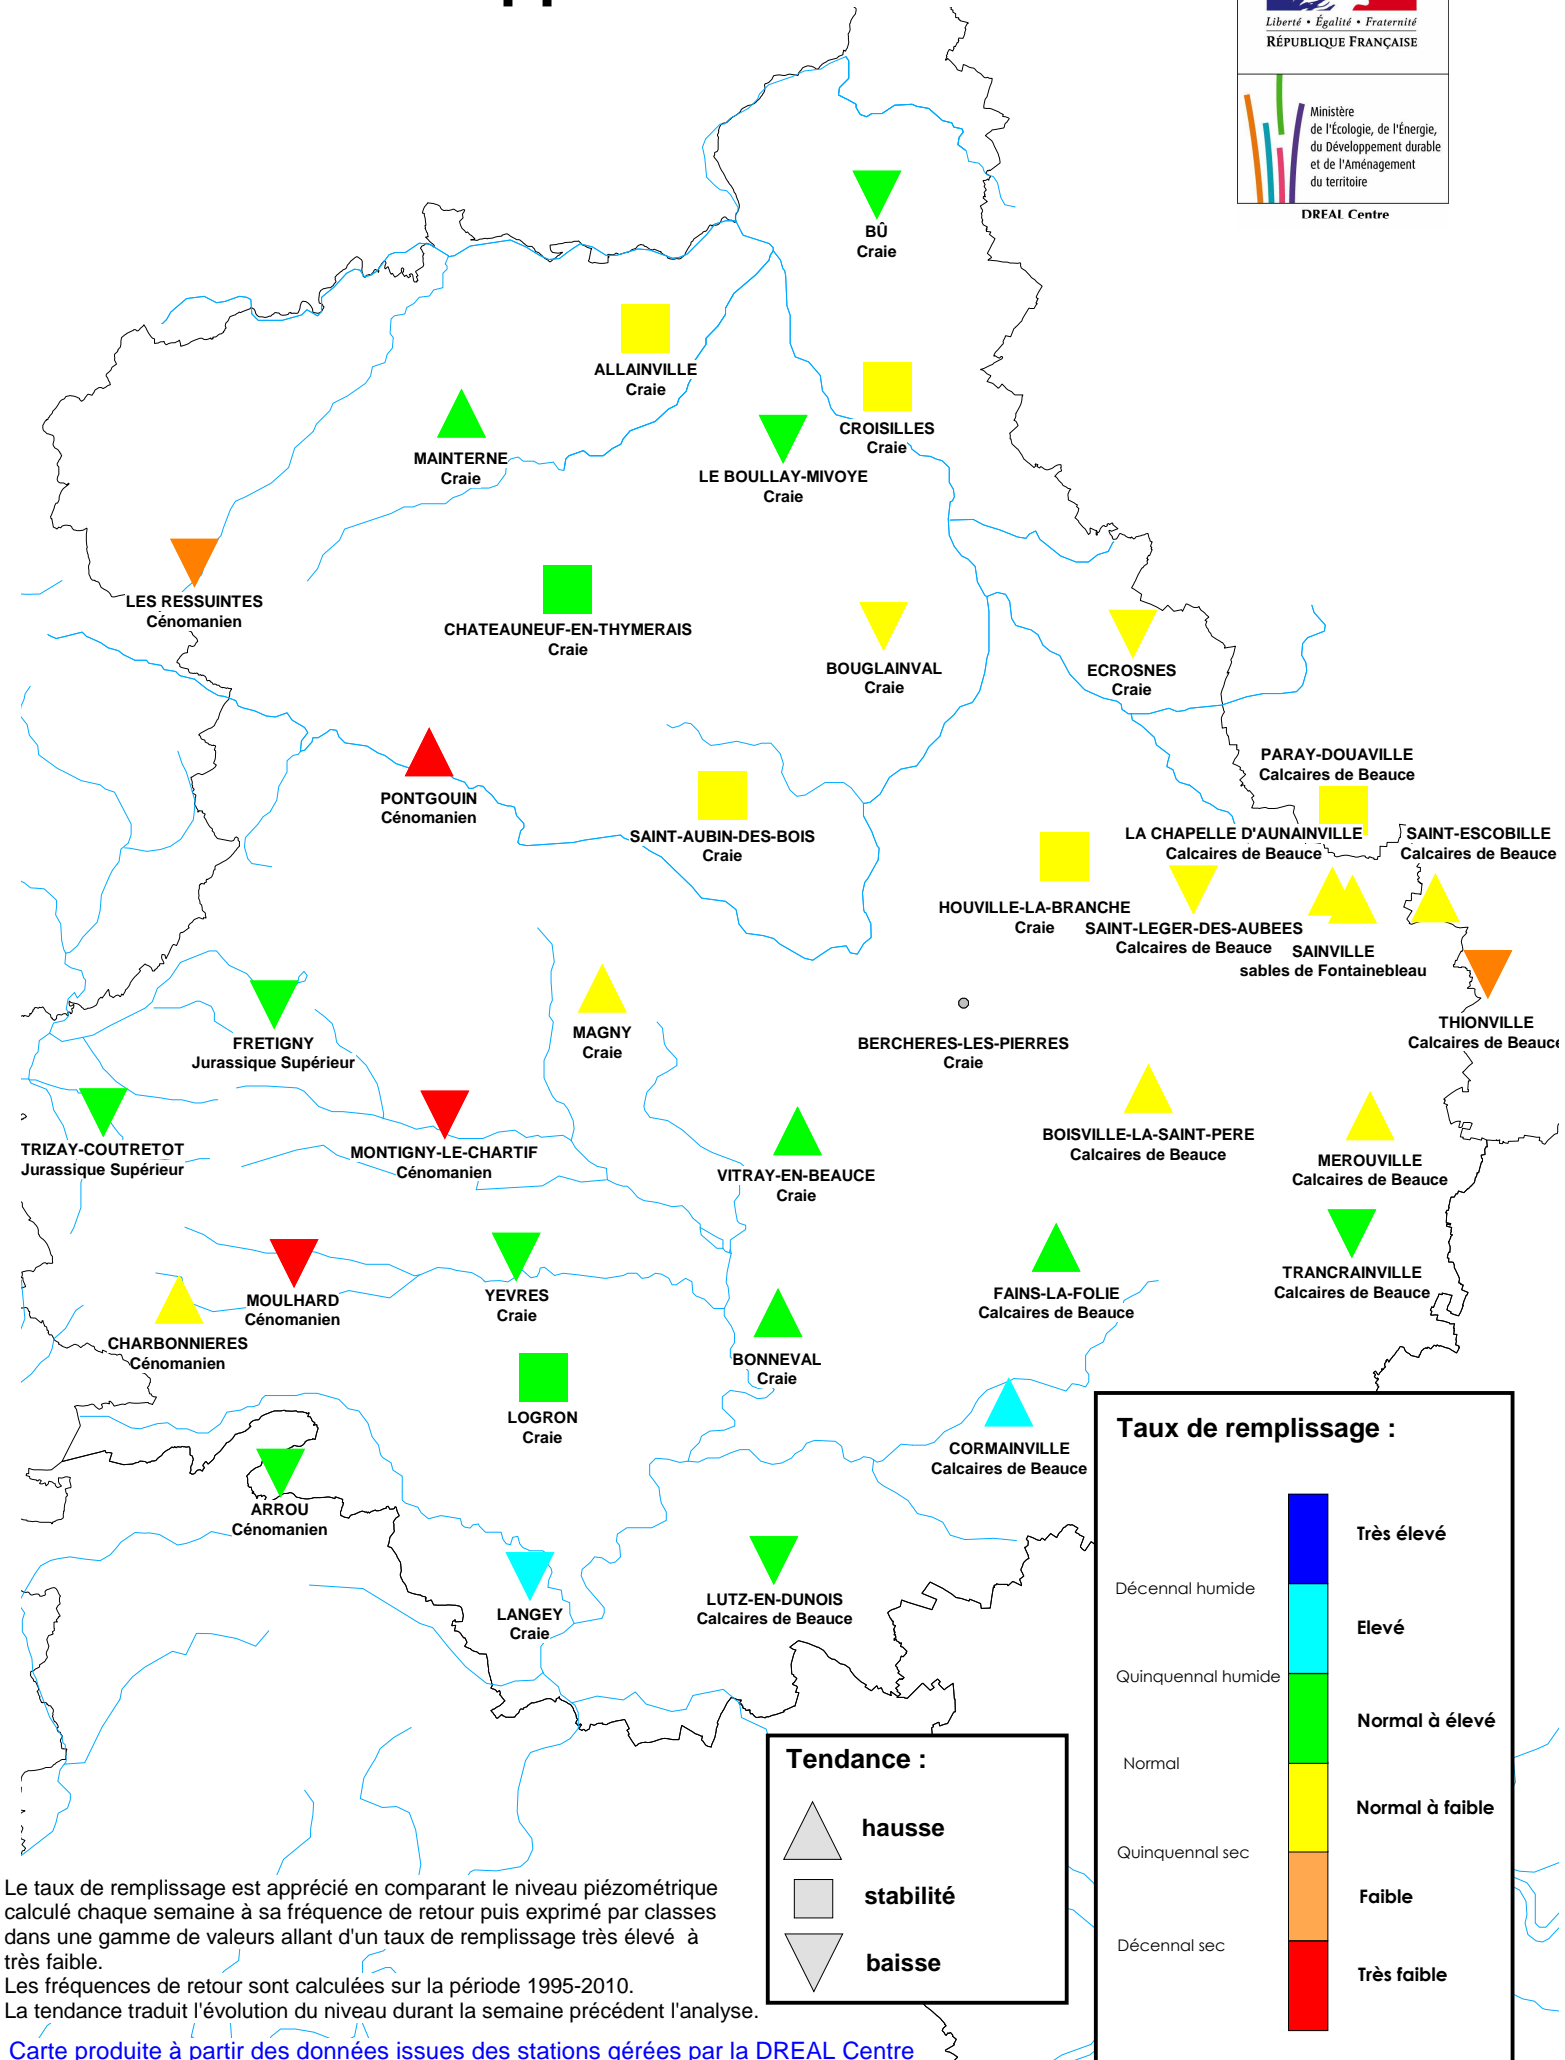 Liberté • Égalité • Fraternité
RÉPUBLIQUE FRANÇAISE
Ministère
de l'Écologie, de l'Énergie,
du Développement durable
et de l'Aménagement
du territoire
DREAL Centre
BÛ
Craie
ALLAINVILLE
Craie
CROISILLES
Craie
MAINTERNE
Craie
LE BOULLAY-MIVOYE
Craie
LES RESSUINTES
Cénomanien
CHATEAUNEUF-EN-THYMERAIS
Craie
BOUGLAINVAL
Craie
ECROSNES
Craie
PARAY-DOUAVILLE
Calcaires de Beauce
PONTGOUIN
Cénomanien
SAINT-AUBIN-DES-BOIS
Craie
LA CHAPELLE D'AUNAINVILLE
Calcaires de Beauce
SAINT-ESCOBILLE
Calcaires de Beauce
HOUVILLE-LA-BRANCHE
Craie
SAINT-LEGER-DES-AUBEES
Calcaires de Beauce
SAINVILLE
sables de Fontainebleau
THIONVILLE
Calcaires de Beauce
FRETIGNY
Jurassique Supérieur
MAGNY
Craie
BERCHERES-LES-PIERRES
Craie
TRIZAY-COUTRETOT
Jurassique Supérieur
MONTIGNY-LE-CHARTIF
Cénomanien
VITRAY-EN-BEAUCE
Craie
BOISVILLE-LA-SAINT-PERE
Calcaires de Beauce
MEROUVILLE
Calcaires de Beauce
MOULHARD
Cénomanien
YEVRES
Craie
FAINS-LA-FOLIE
Calcaires de Beauce
TRANCRAINVILLE
Calcaires de Beauce
CHARBONNIERES
Cénomanien
BONNEVAL
Craie
LOGRON
Craie
CORMAINVILLE
Calcaires de Beauce
ARROU
Cénomanien
LANGEY
Craie
LUTZ-EN-DUNOIS
Calcaires de Beauce
Taux de remplissage :
Très élevé
Décennal humide
Elevé
Quinquennal humide
Normal à élevé
Normal
Normal à faible
Quinquennal sec
Faible
Décennal sec
Très faible
Tendance :
hausse
stabilité
baisse
Le taux de remplissage est apprécié en comparant le niveau piézométrique
calculé chaque semaine à sa fréquence de retour puis exprimé par classes
dans une gamme de valeurs allant d'un taux de remplissage très élevé à
très faible.
Les fréquences de retour sont calculées sur la période 1995-2010.
La tendance traduit l'évolution du niveau durant la semaine précédent l'analyse.
Carte produite à partir des données issues des stations gérées par la DREAL Centre